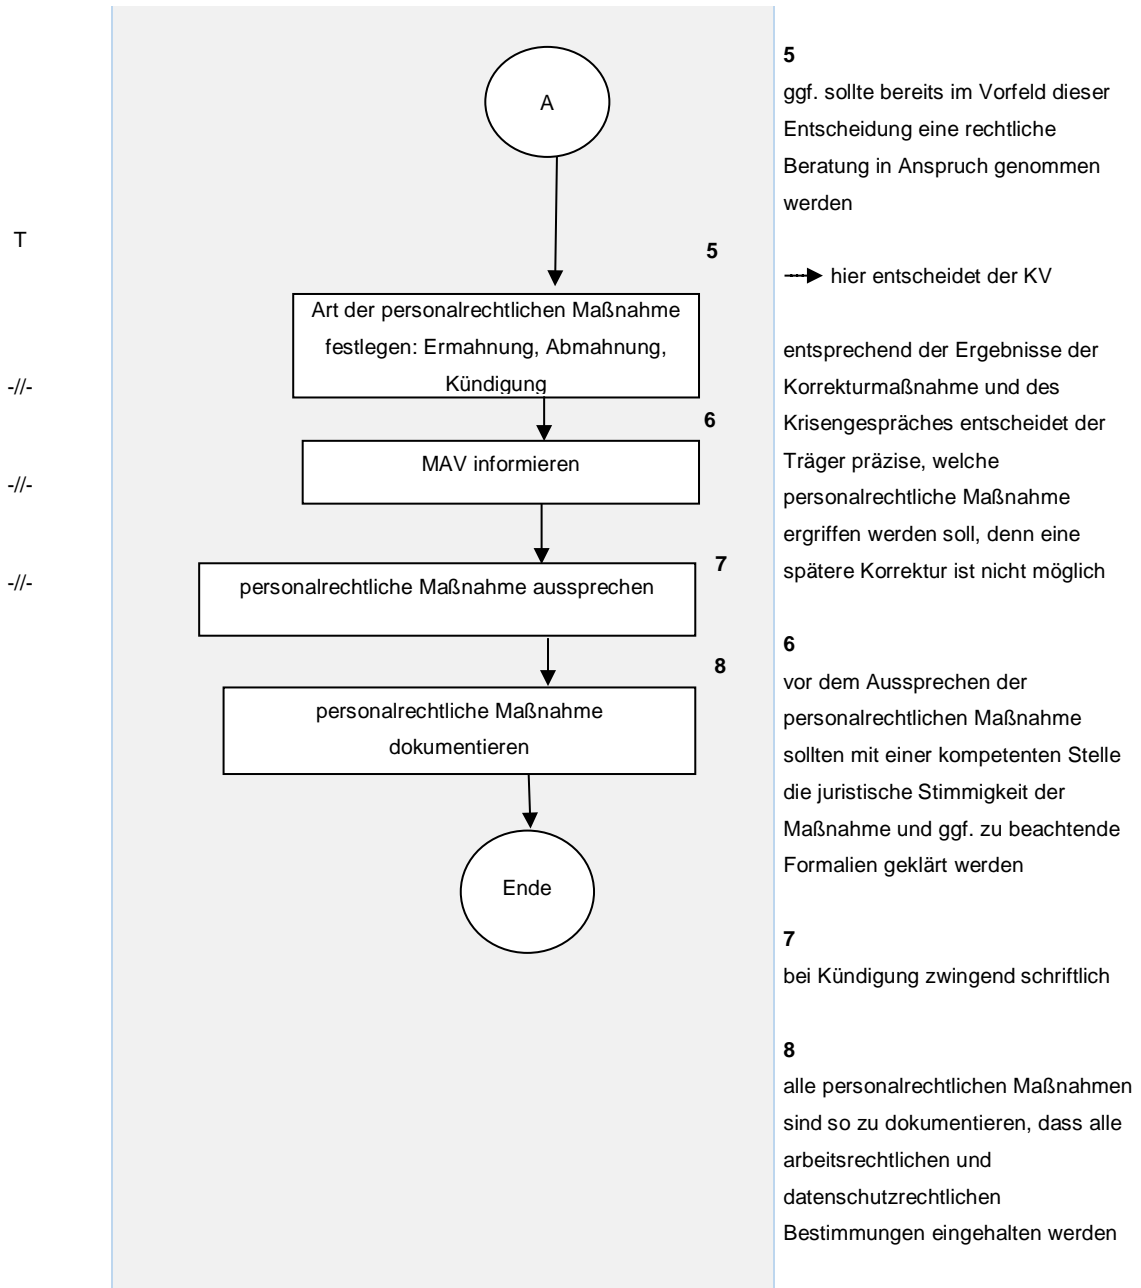 T
-//-
-//-
-//-
A
5
Art der personalrechtlichen Maßnahme
festlegen: Ermahnung, Abmahnung,
Kündigung
6
MAV informieren
7
personalrechtliche Maßnahme aussprechen
8
personalrechtliche Maßnahme
dokumentieren
Ende
5
ggf. sollte bereits im Vorfeld dieser
Entscheidung eine rechtliche
Beratung in Anspruch genommen
werden
hier entscheidet der KV
entsprechend der Ergebnisse der
Korrekturmaßnahme und des
Krisengespräches entscheidet der
Träger präzise, welche
personalrechtliche Maßnahme
ergriffen werden soll, denn eine
spätere Korrektur ist nicht möglich
6
vor dem Aussprechen der
personalrechtlichen Maßnahme
sollten mit einer kompetenten Stelle
die juristische Stimmigkeit der
Maßnahme und ggf. zu beachtende
Formalien geklärt werden
7
bei Kündigung zwingend schriftlich
8
alle personalrechtlichen Maßnahmen
sind so zu dokumentieren, dass alle
arbeitsrechtlichen und
datenschutzrechtlichen
Bestimmungen eingehalten werden